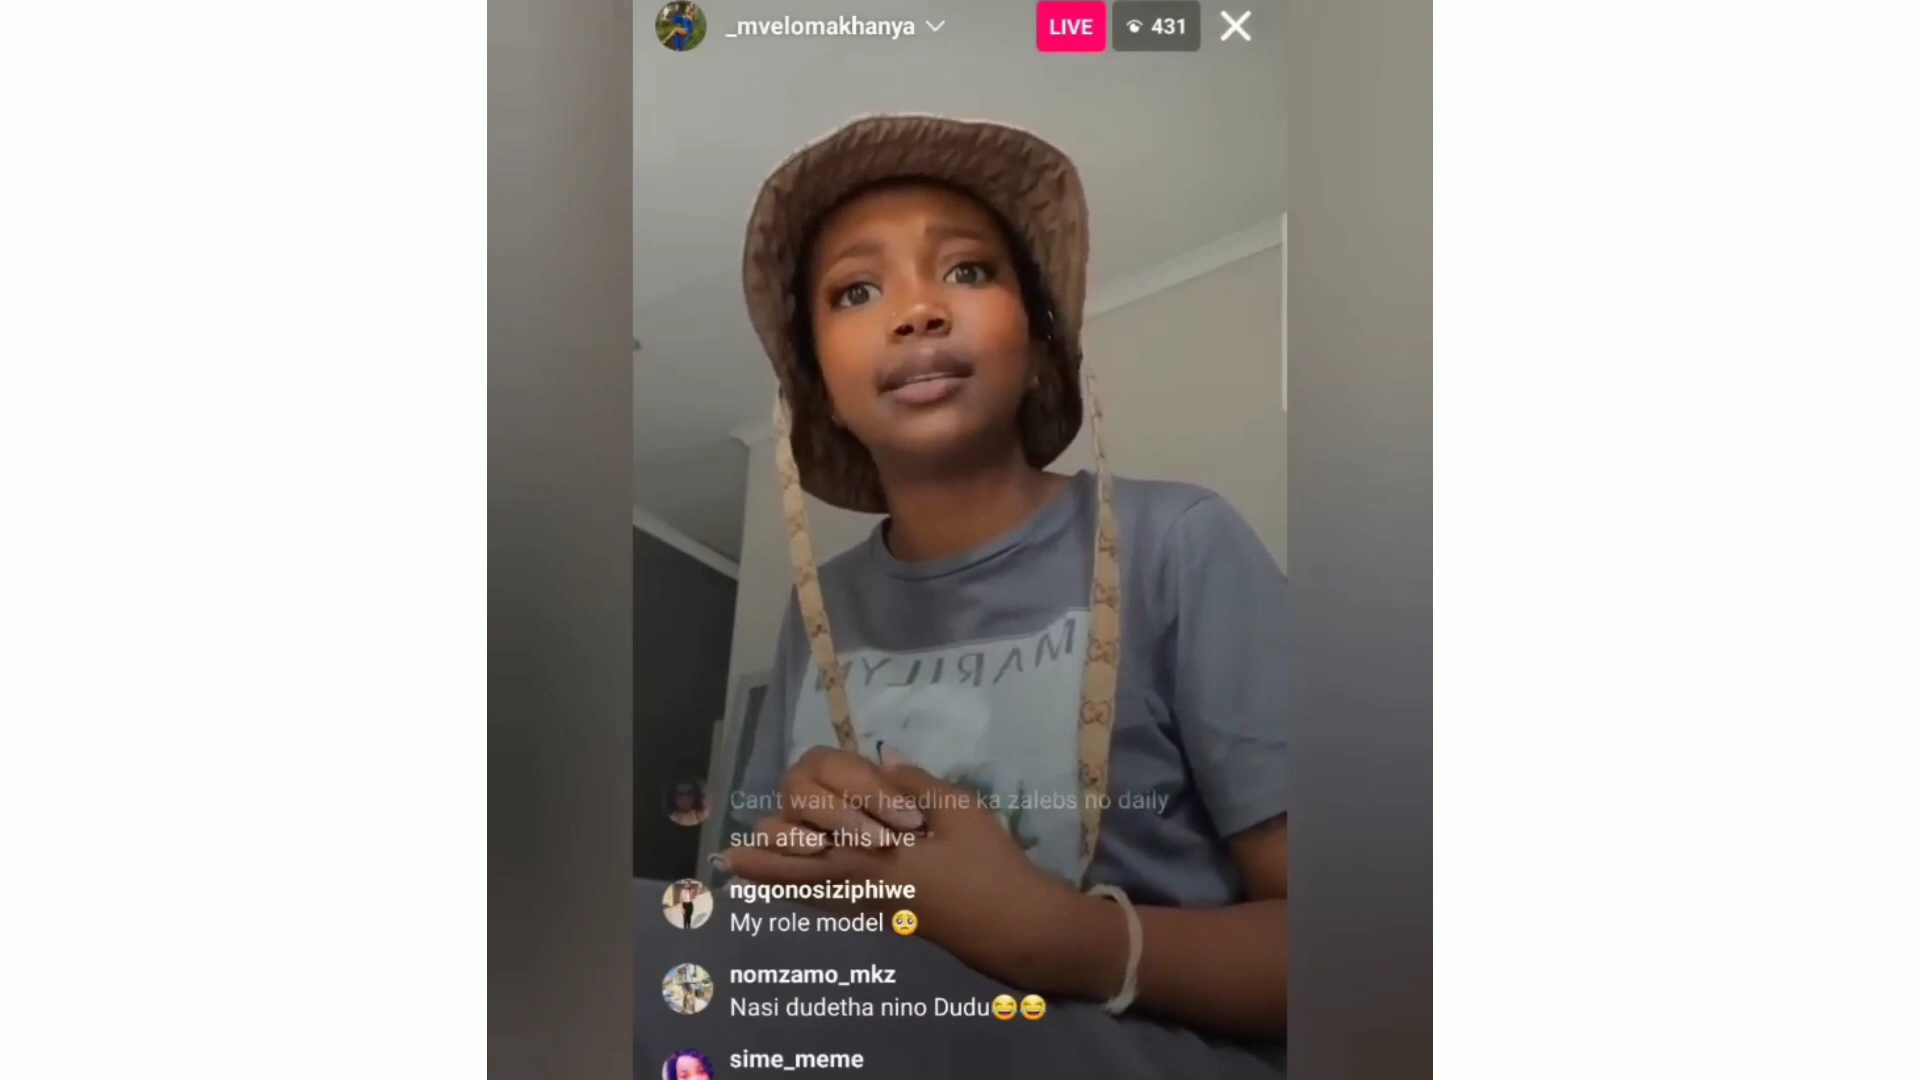 _mvelomakhanya
LIVE
431
MARILYN
Can't wait for headline ka zalebs no daily
sun after this live
ngqonosiziphiwe
My role model 🥺
nomzamo_mkz
Nasi dudetha nino Dudu😂😂
sime_meme